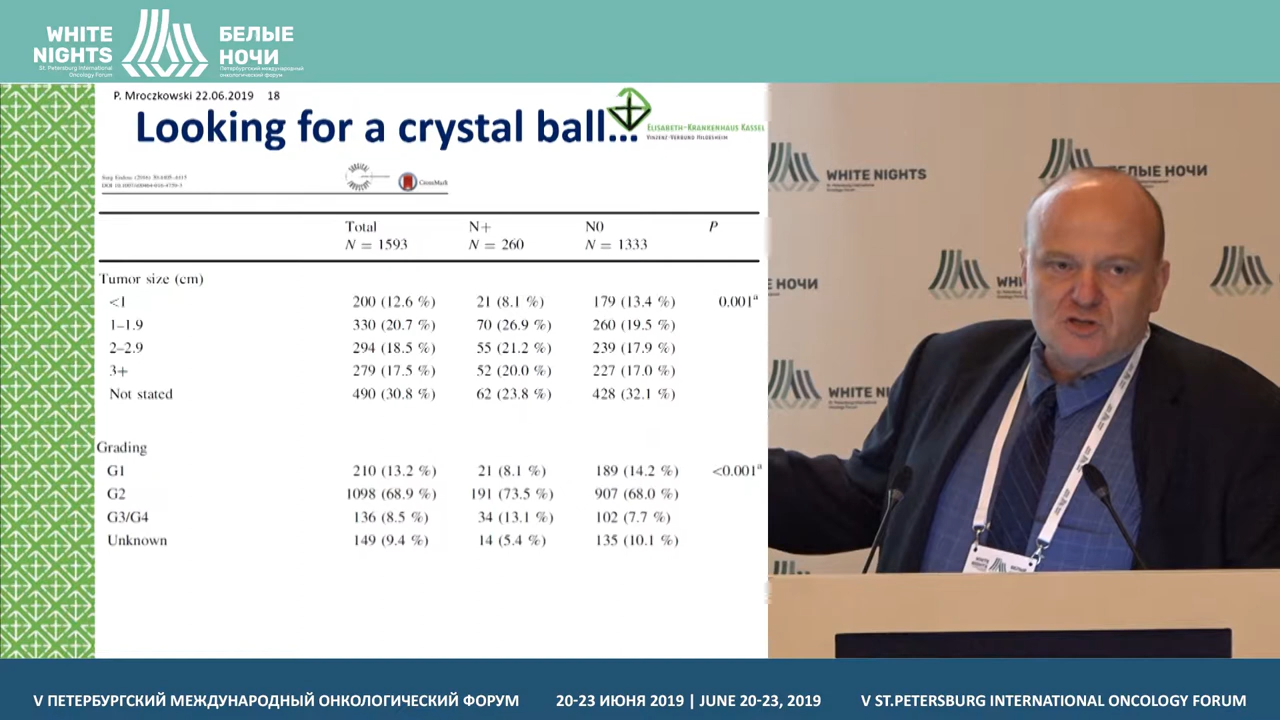 WHITE NIGHTS
St. Petersburg International
Oncology Forum
БЕЛЫЕ НОЧИ
Петербургский международный
онкологический форум
P. Mroczkowski 22.06.2019 18
Looking for a crystal ball...
ELISABETH-KRANKENHAUS KASSEL
VINZENZ-VERBUND HILDESHEIM
CrossMark
Total N+ N0 P
N = 1593 N = 260 N = 1333
Tumor size (cm)
<1 200 (12.6 %) 21 (8.1 %) 179 (13.4 %) 0.001a
1–1.9 330 (20.7 %) 70 (26.9 %) 260 (19.5 %)
2–2.9 294 (18.5 %) 55 (21.2 %) 239 (17.9 %)
3+ 279 (17.5 %) 52 (20.0 %) 227 (17.0 %)
Not stated 490 (30.8 %) 62 (23.8 %) 428 (32.1 %)
Grading
G1 210 (13.2 %) 21 (8.1 %) 189 (14.2 %) <0.001a
G2 1098 (68.9 %) 191 (73.5 %) 907 (68.0 %)
G3/G4 136 (8.5 %) 34 (13.1 %) 102 (7.7 %)
Unknown 149 (9.4 %) 14 (5.4 %) 135 (10.1 %)
WHITE NIGHTS
БЕЛЫЕ НОЧИ
Е НОЧИ
WHI
WHITE NI
V ПЕТЕРБУРГСКИЙ МЕЖДУНАРОДНЫЙ ОНКОЛОГИЧЕСКИЙ ФОРУМ
20-23 ИЮНЯ 2019 | JUNE 20-23, 2019
V ST.PETERSBURG INTERNATIONAL ONCOLOGY FORUM